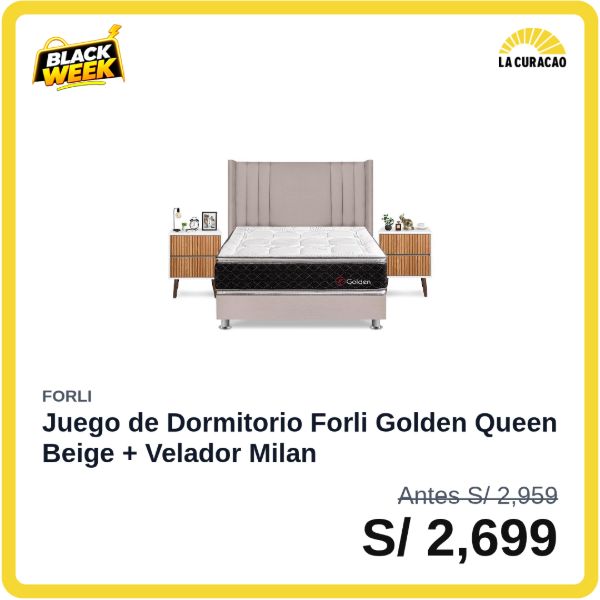 BLACK
WEEK
LA CURACAO
Golden
FORLI
Juego de Dormitorio Forli Golden Queen
Beige + Velador Milan
Antes S/ 2,959
S/ 2,699